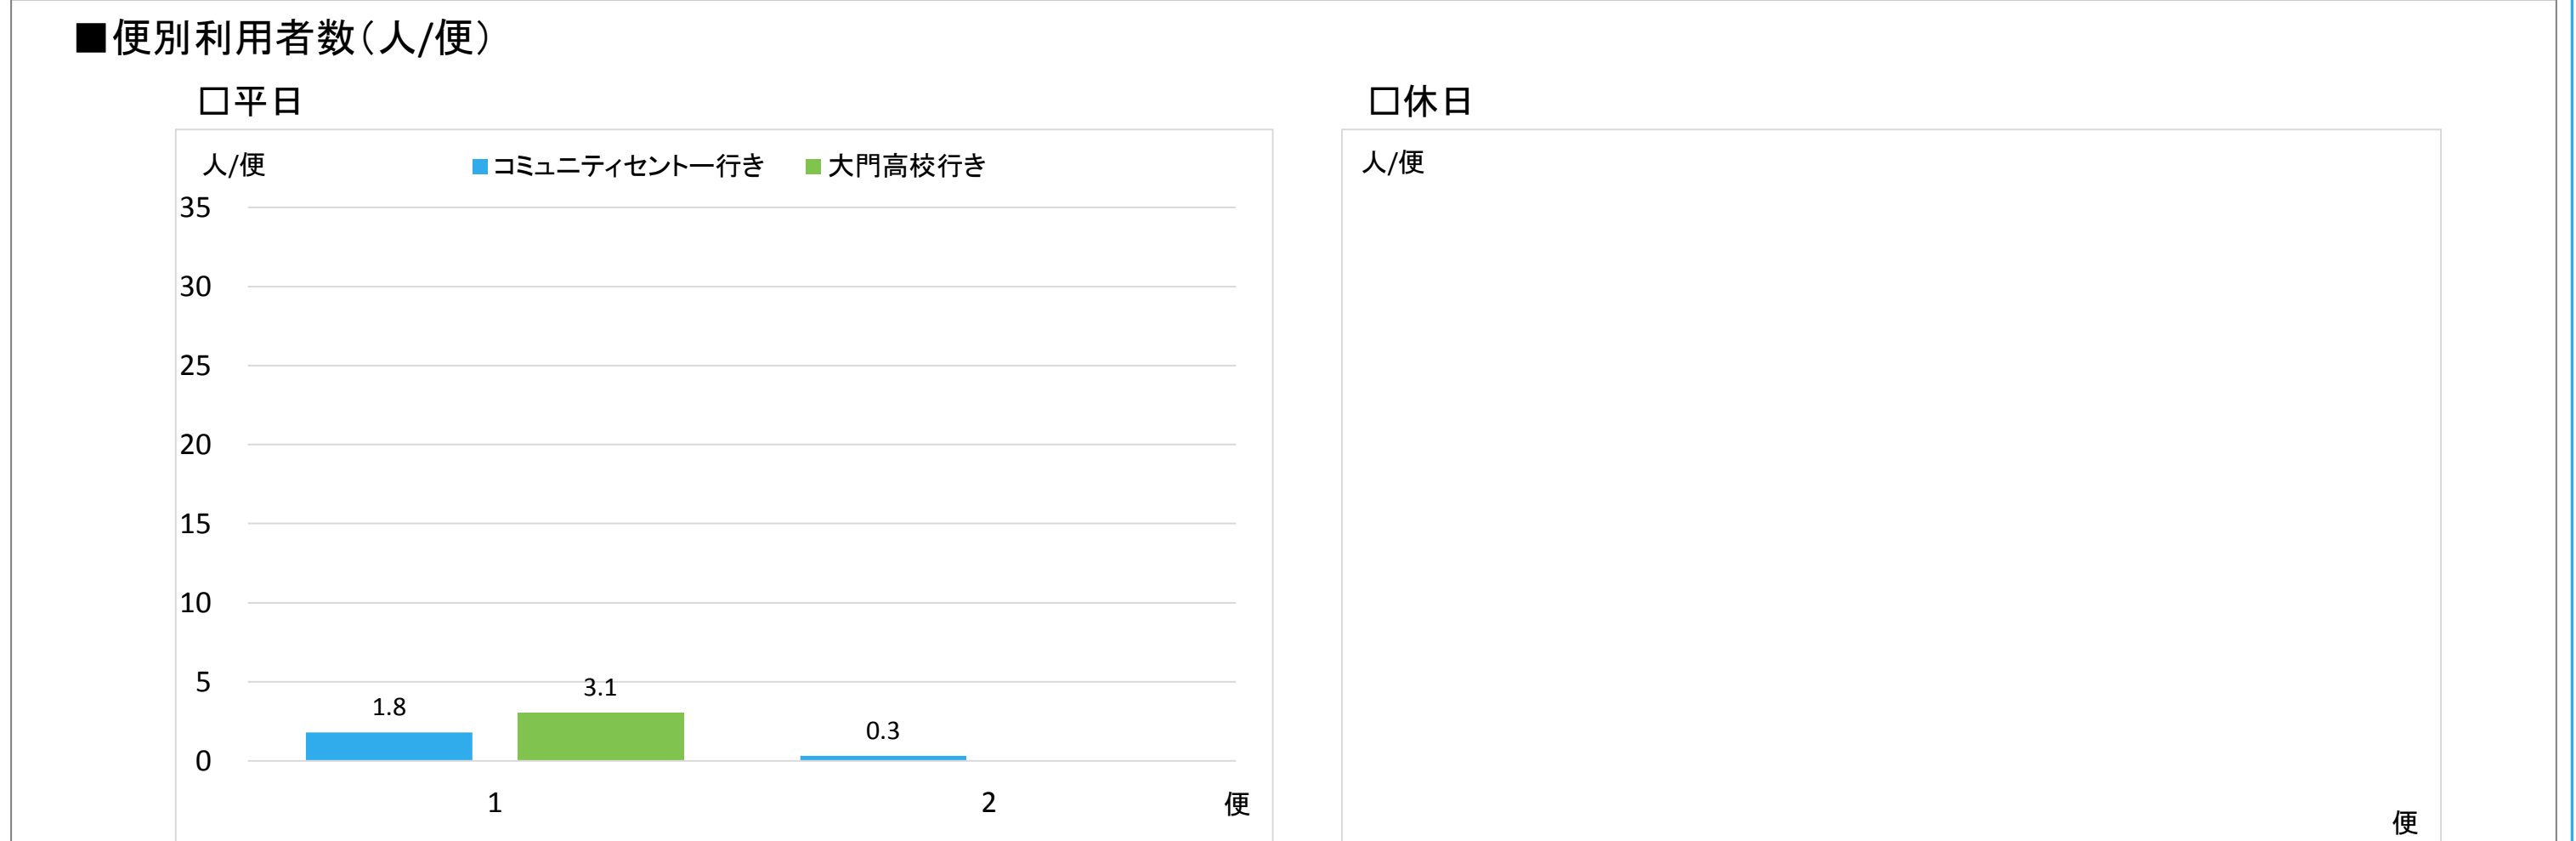 ■便別利用者数（人/便）
□平日
人/便
■コミュニティセントー行き ■大門高校行き
35
30
25
20
15
10
5
0
1.8
3.1
0.3
1
2
便
□休日
人/便
便